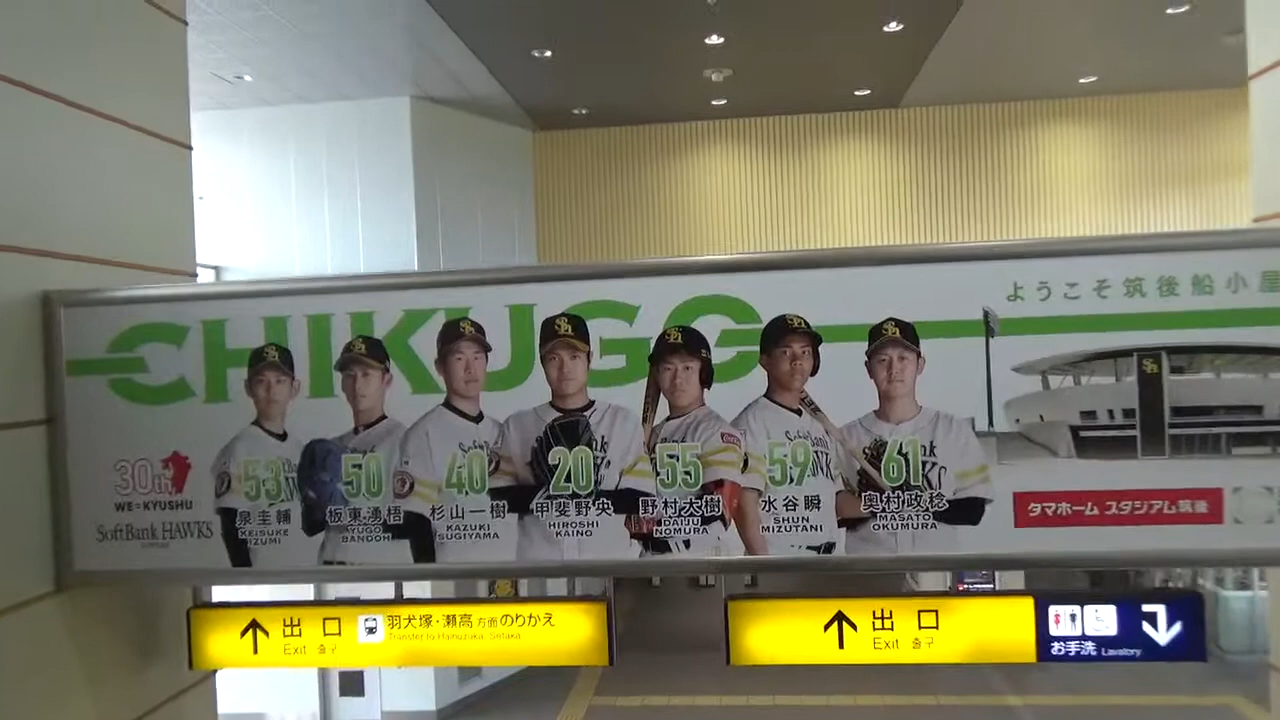 CHIKUGO
ようこそ筑後船小屋
30th
WE=KYUSHU
SoftBank HAWKS
53
泉圭輔
KEISUKE
IZUMI
50
板東湧梧
YUGO
BANDOH
40
杉山一樹
KAZUKI
SUGIYAMA
20
甲斐野央
HIROSHI
KAINO
55
野村大樹
DAIJU
NOMURA
59
水谷瞬
SHUN
MIZUTANI
61
奥村政稔
MASATO
OKUMURA
タマホーム スタジアム筑後
出口
Exit 출구
羽犬塚・瀬高方面のりかえ
Transfer to Hainuzuka, Setaka
出口
Exit 출구
お手洗 Lavatory